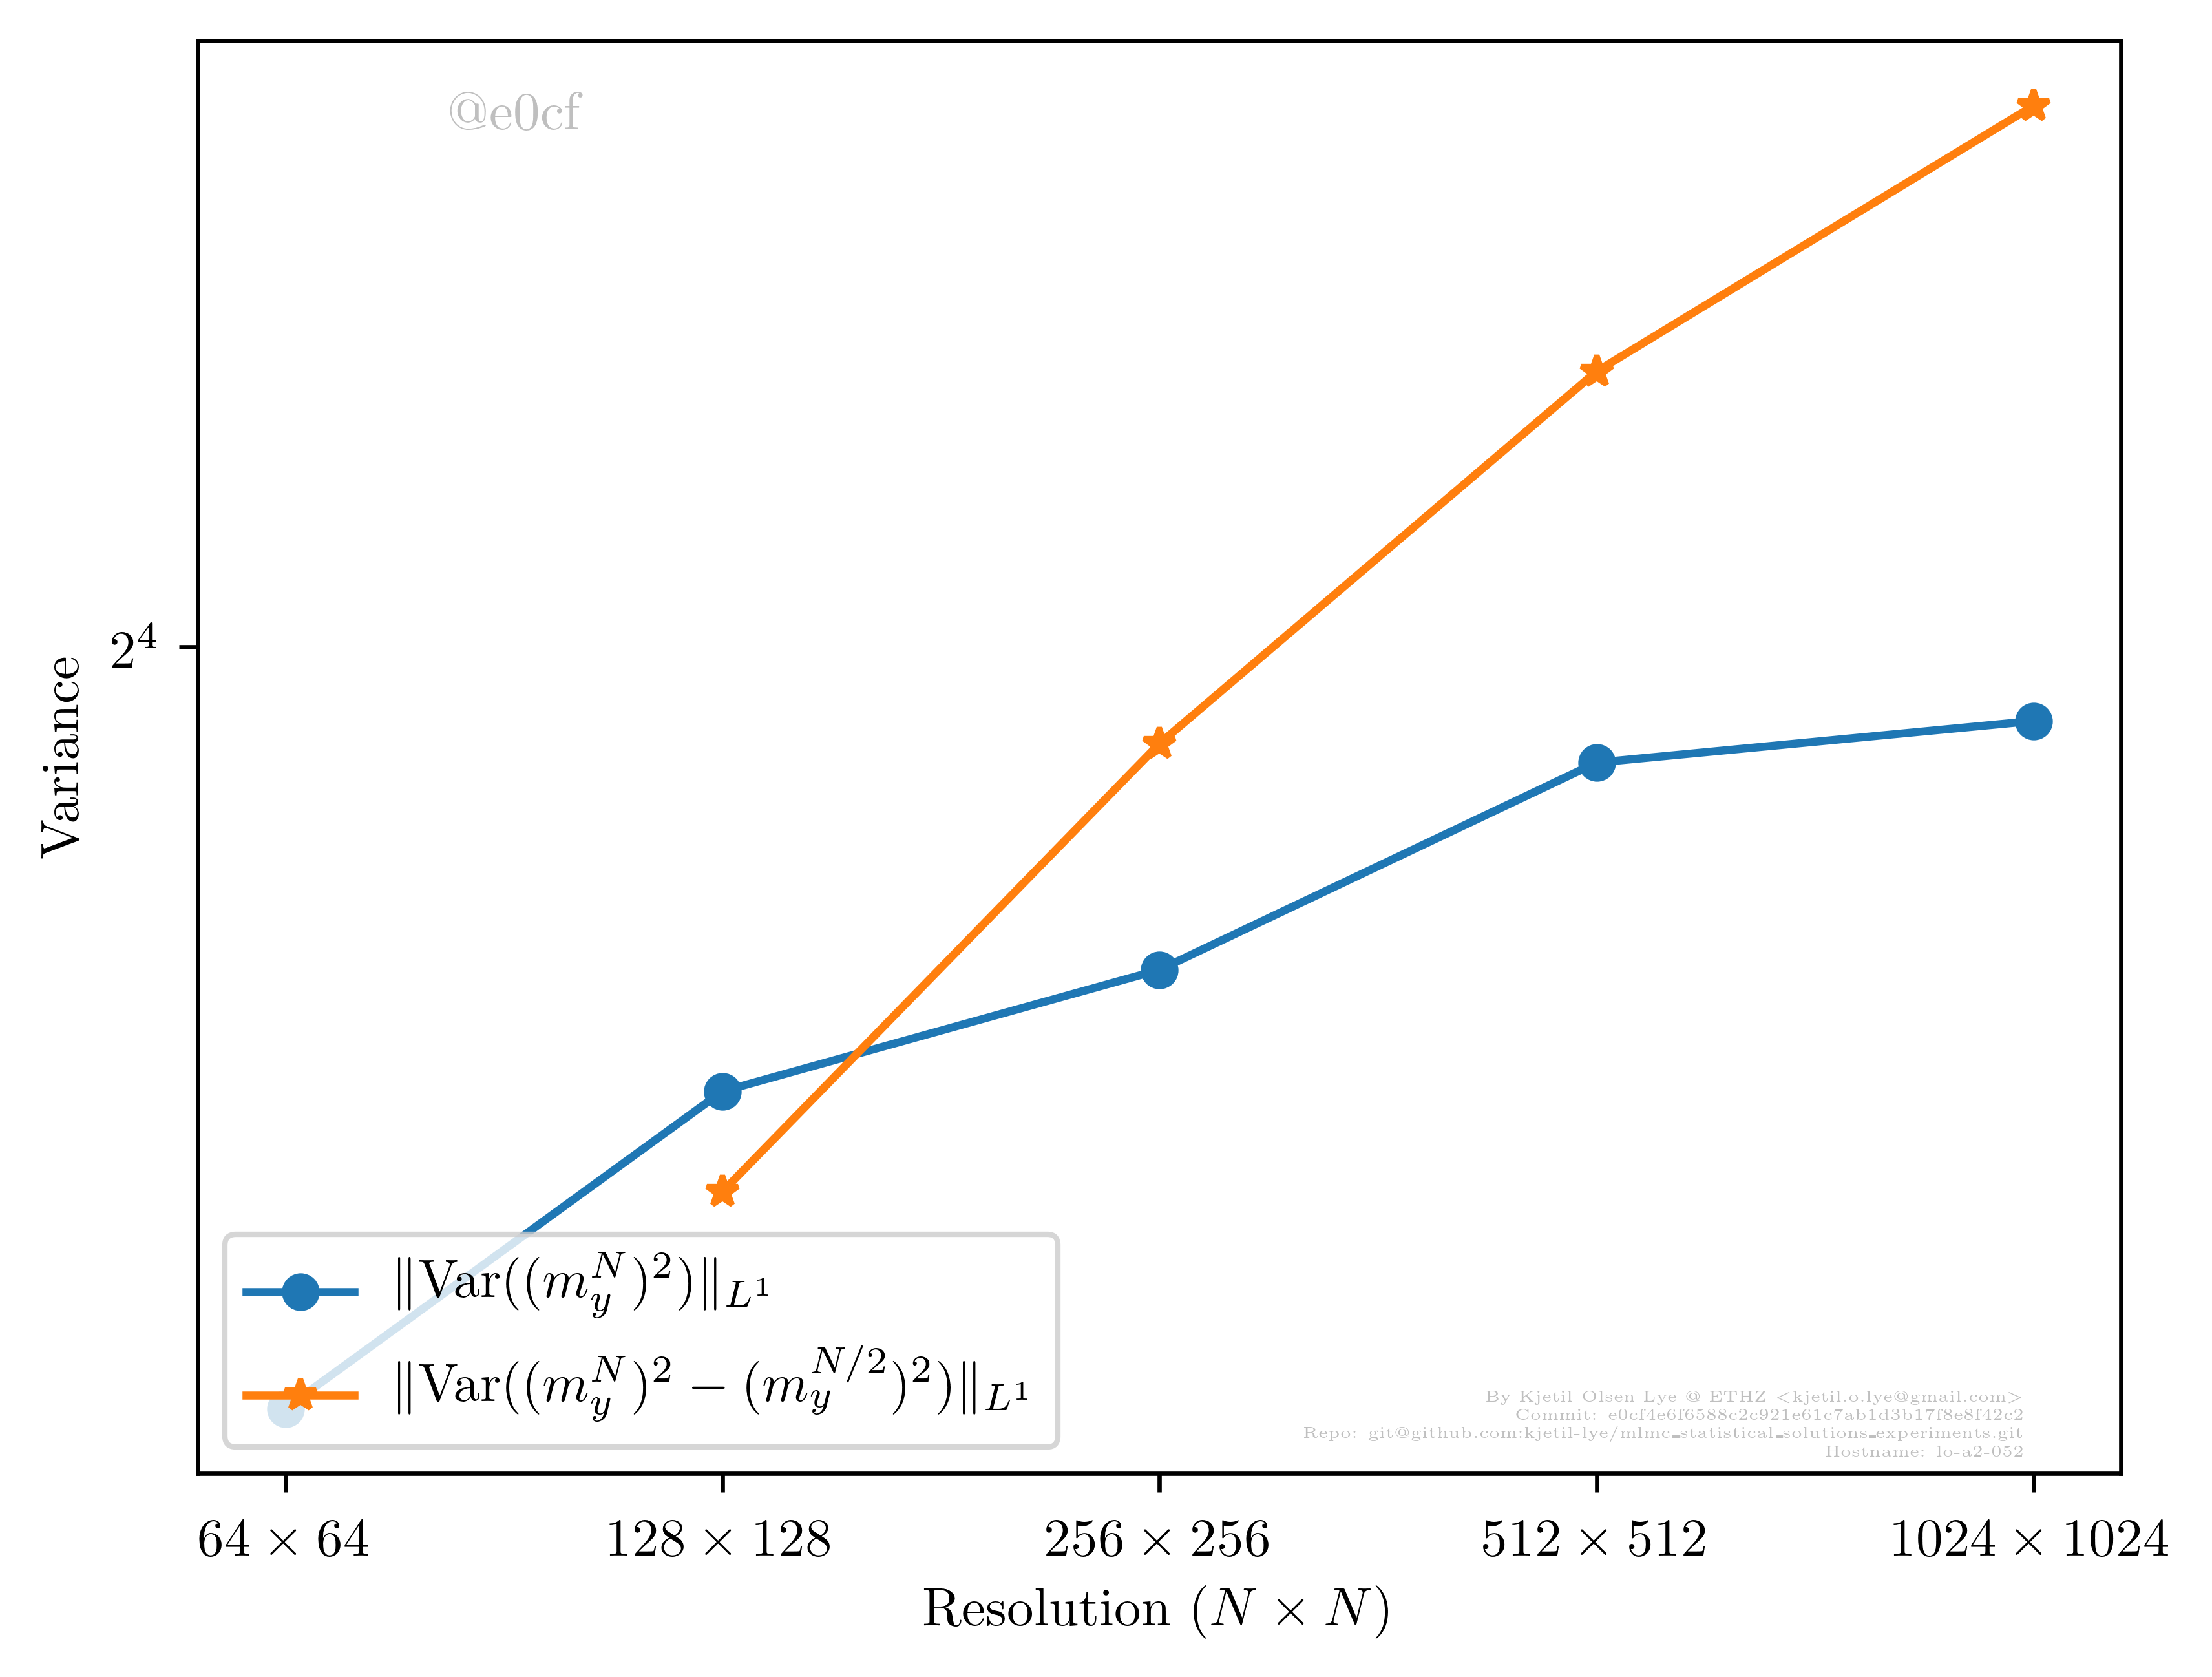 @e0cf
2^4
Variance
‖Var((m_y^N)^2)‖_{L^1}
‖Var((m_y^N)^2 − (m_y^{N/2})^2)‖_{L^1}
By Kjetil Olsen Lye @ ETHZ <kjetil.o.lye@gmail.com>
Commit: e0cf4e6f6588c2c921e61c7ab1d3b17f8e8f42c2
Repo: git@github.com:kjetil-lye/mlmc_statistical_solutions_experiments.git
Hostname: lo-a2-052
64 × 64 128 × 128 256 × 256 512 × 512 1024 × 1024
Resolution (N × N)